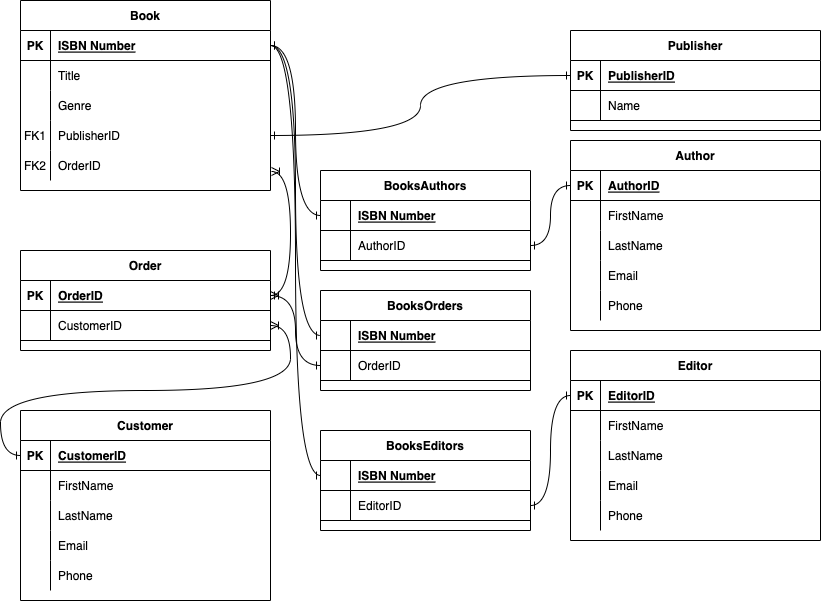 Book
PK ISBN Number
Title
Genre
FK1 PublisherID
FK2 OrderID
Publisher
PK PublisherID
Name
Author
PK AuthorID
FirstName
LastName
Email
Phone
BooksAuthors
ISBN Number
AuthorID
Order
PK OrderID
CustomerID
BooksOrders
ISBN Number
OrderID
Editor
PK EditorID
FirstName
LastName
Email
Phone
Customer
PK CustomerID
FirstName
LastName
Email
Phone
BooksEditors
ISBN Number
EditorID